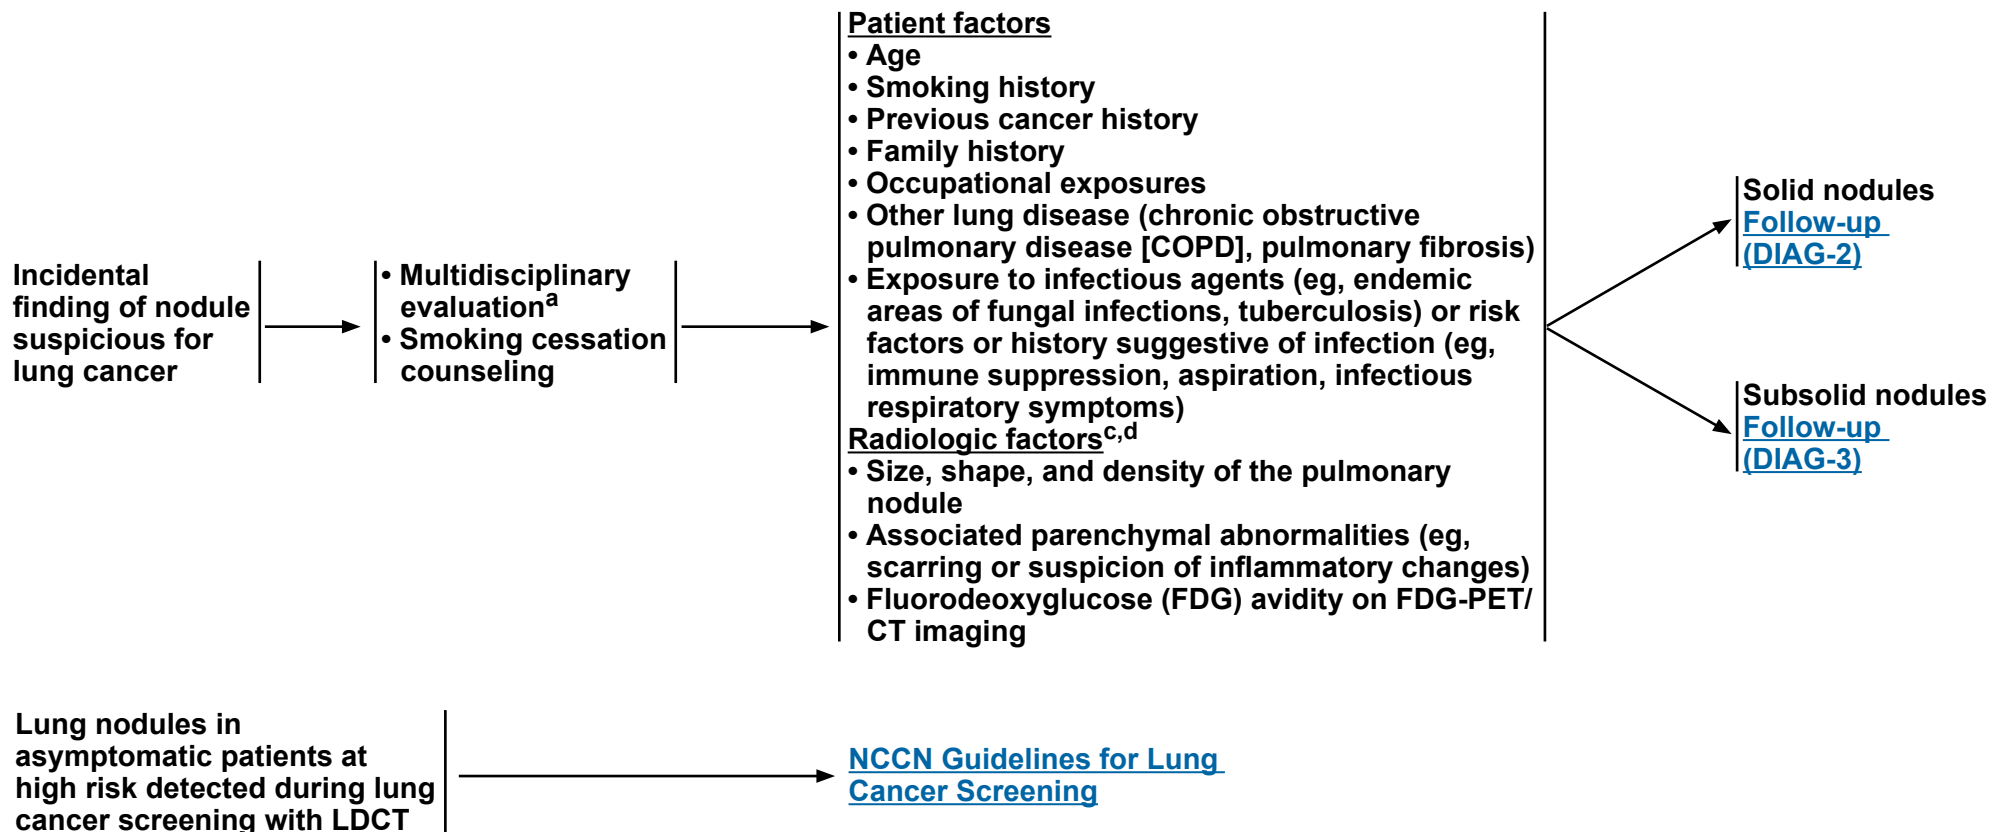 Incidental
finding of nodule
suspicious for
lung cancer
• Multidisciplinary
evaluationa
• Smoking cessation
counseling
Patient factors
• Age
• Smoking history
• Previous cancer history
• Family history
• Occupational exposures
• Other lung disease (chronic obstructive
pulmonary disease [COPD], pulmonary fibrosis)
• Exposure to infectious agents (eg, endemic
areas of fungal infections, tuberculosis) or risk
factors or history suggestive of infection (eg,
immune suppression, aspiration, infectious
respiratory symptoms)
Radiologic factorsc,d
• Size, shape, and density of the pulmonary
nodule
• Associated parenchymal abnormalities (eg,
scarring or suspicion of inflammatory changes)
• Fluorodeoxyglucose (FDG) avidity on FDG-PET/
CT imaging
Solid nodules
Follow-up
(DIAG-2)
Subsolid nodules
Follow-up
(DIAG-3)
Lung nodules in
asymptomatic patients at
high risk detected during lung
cancer screening with LDCT
NCCN Guidelines for Lung
Cancer Screening